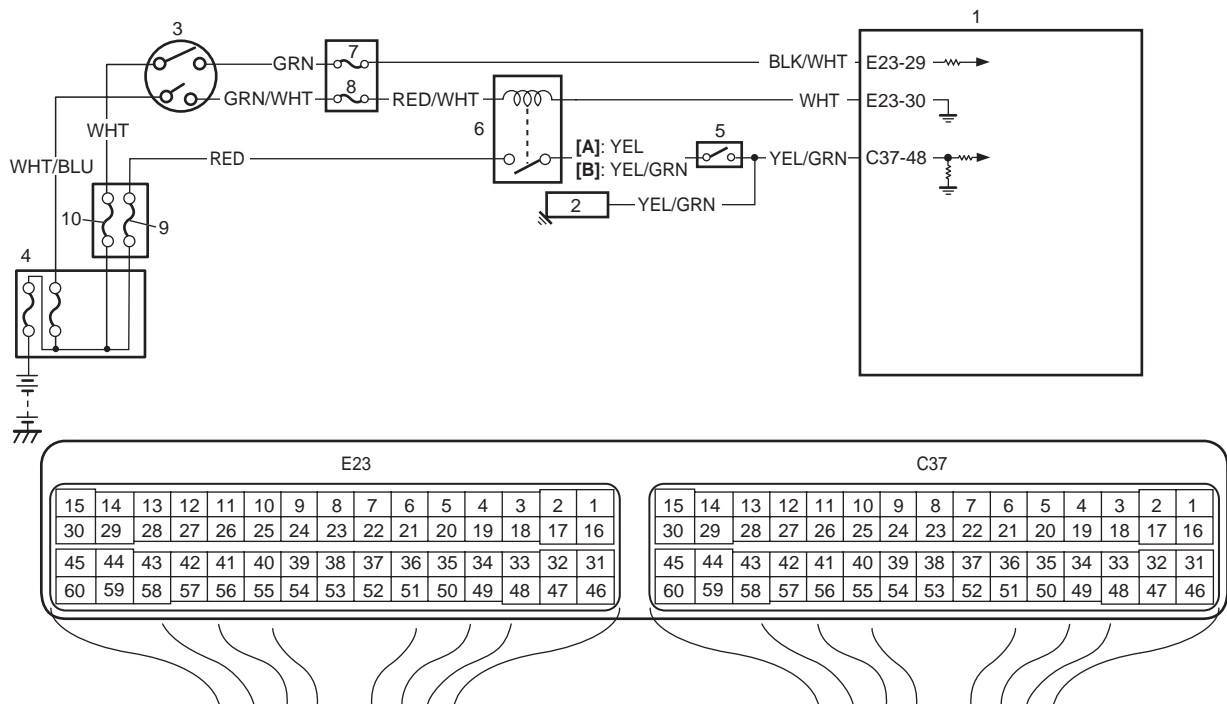 1
3
7
GRN
BLK/WHT
E23-29
8
GRN/WHT
RED/WHT
WHT
E23-30
6
WHT
[A]: YEL
5
RED
YEL/GRN
C37-48
WHT/BLU
[B]: YEL/GRN
2
YEL/GRN
10
9
4
E23
C37
15 14 13 12 11 10 9 8 7 6 5 4 3 2 1
30 29 28 27 26 25 24 23 22 21 20 19 18 17 16
45 44 43 42 41 40 39 38 37 36 35 34 33 32 31
60 59 58 57 56 55 54 53 52 51 50 49 48 47 46
15 14 13 12 11 10 9 8 7 6 5 4 3 2 1
30 29 28 27 26 25 24 23 22 21 20 19 18 17 16
45 44 43 42 41 40 39 38 37 36 35 34 33 32 31
60 59 58 57 56 55 54 53 52 51 50 49 48 47 46